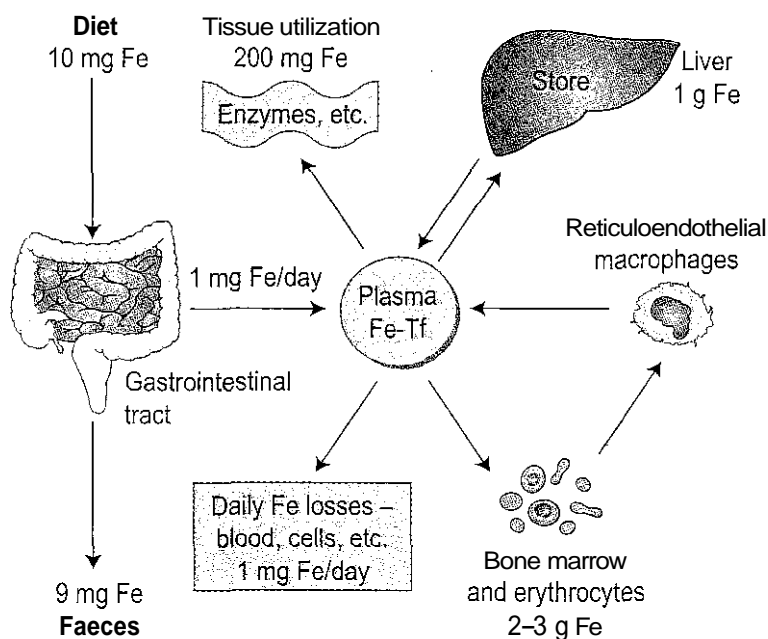 Diet
10 mg Fe
Tissue utilization
200 mg Fe
Enzymes, etc.
Store
Liver
1 g Fe
Reticuloendothelial
macrophages
1 mg Fe/day
Plasma
Fe-Tf
Gastrointestinal
tract
Daily Fe losses –
blood, cells, etc.
1 mg Fe/day
Bone marrow
and erythrocytes
2–3 g Fe
9 mg Fe
Faeces